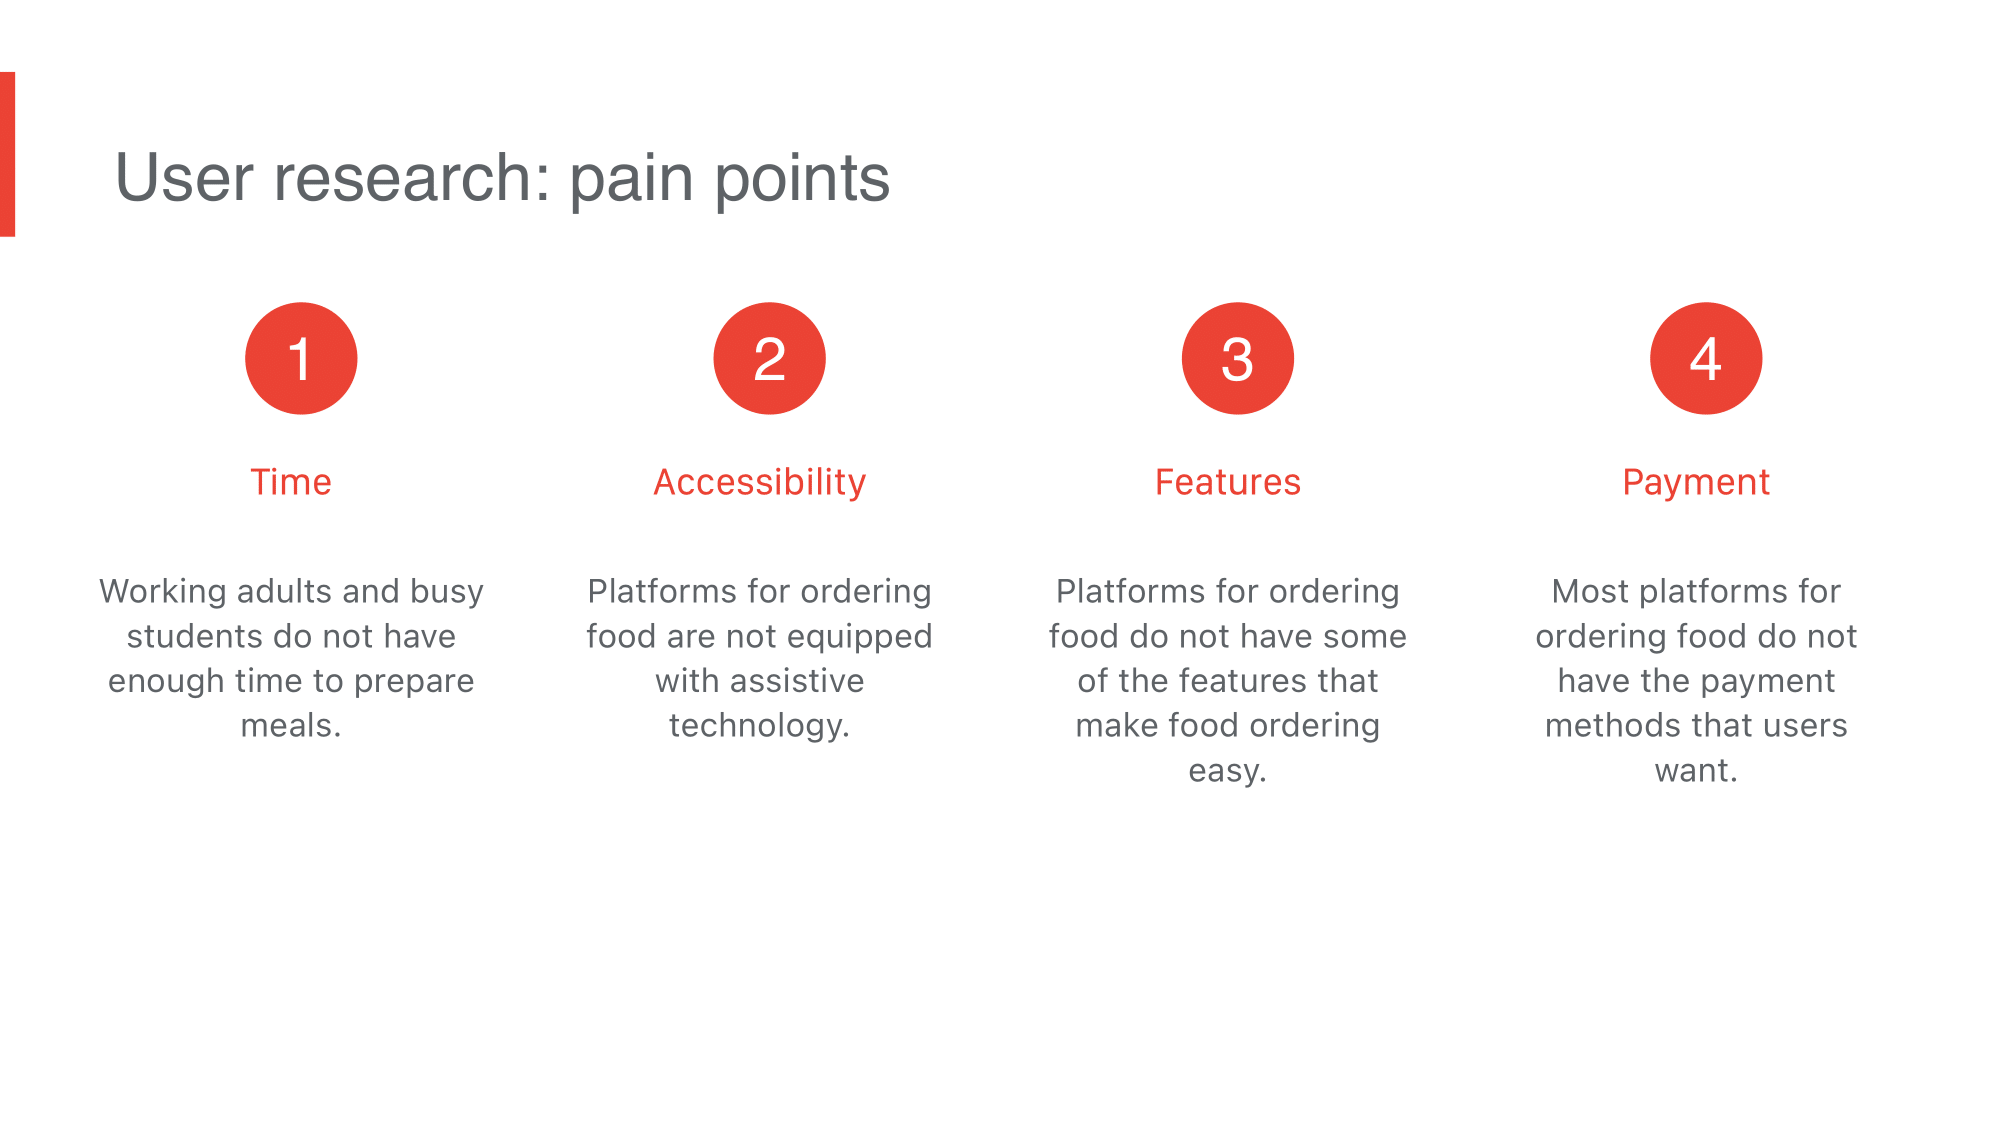 User research: pain points
1
Time
Working adults and busy
students do not have
enough time to prepare
meals.
2
Accessibility
Platforms for ordering
food are not equipped
with assistive
technology.
3
Features
Platforms for ordering
food do not have some
of the features that
make food ordering
easy.
4
Payment
Most platforms for
ordering food do not
have the payment
methods that users
want.